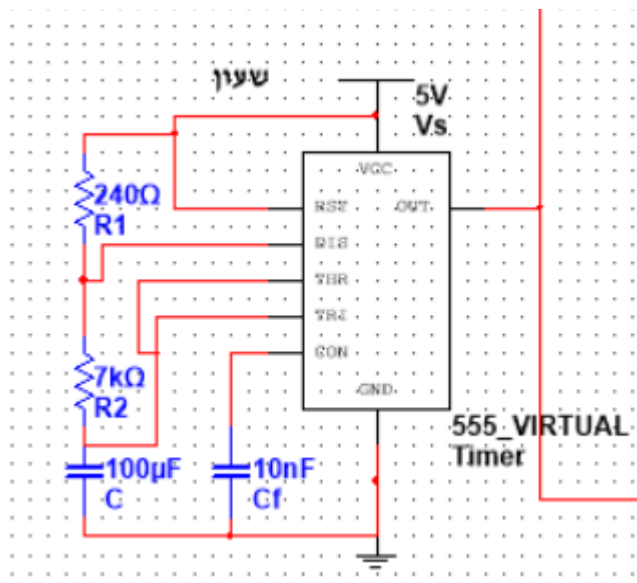 שעון
5V
Vs
VCC
240Ω
R1
RST
OUT
DIS
THR
TRI
CON
7kΩ
R2
GND
555_VIRTUAL
Timer
100µF
C
10nF
Cf